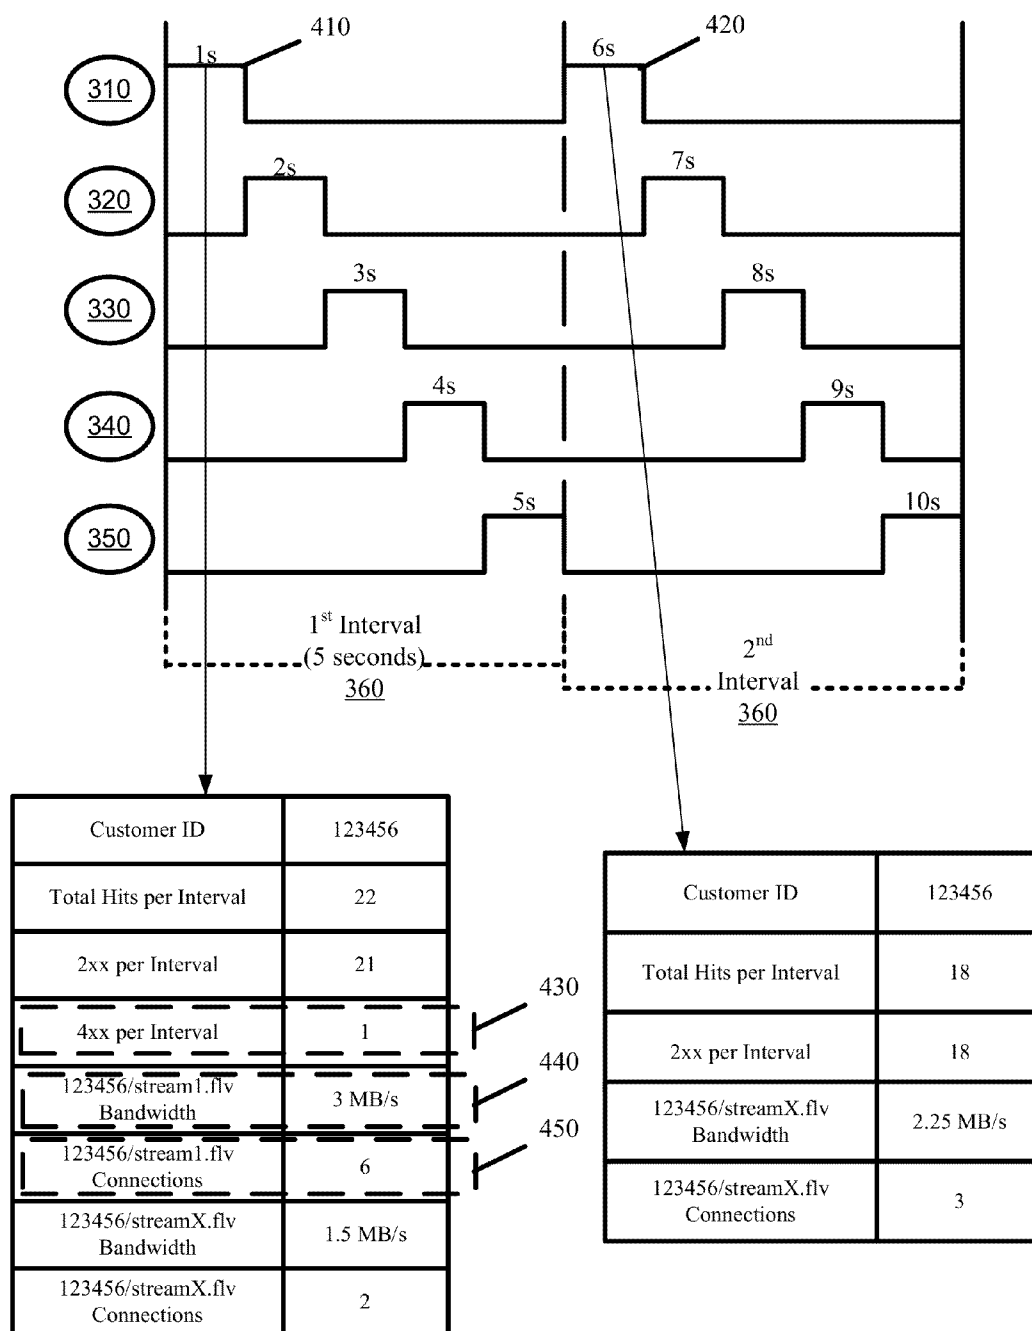 410
420
1s
6s
310
2s
7s
320
3s
8s
330
4s
9s
340
5s
10s
350
1st Interval
(5 seconds)
360
2nd
Interval
360
Customer ID 123456
Total Hits per Interval 22
2xx per Interval 21
4xx per Interval 1
123456/stream1.flv
Bandwidth 3 MB/s
123456/stream1.flv
Connections 6
123456/streamX.flv
Bandwidth 1.5 MB/s
123456/streamX.flv
Connections 2
430
440
450
Customer ID 123456
Total Hits per Interval 18
2xx per Interval 18
123456/streamX.flv
Bandwidth 2.25 MB/s
123456/streamX.flv
Connections 3